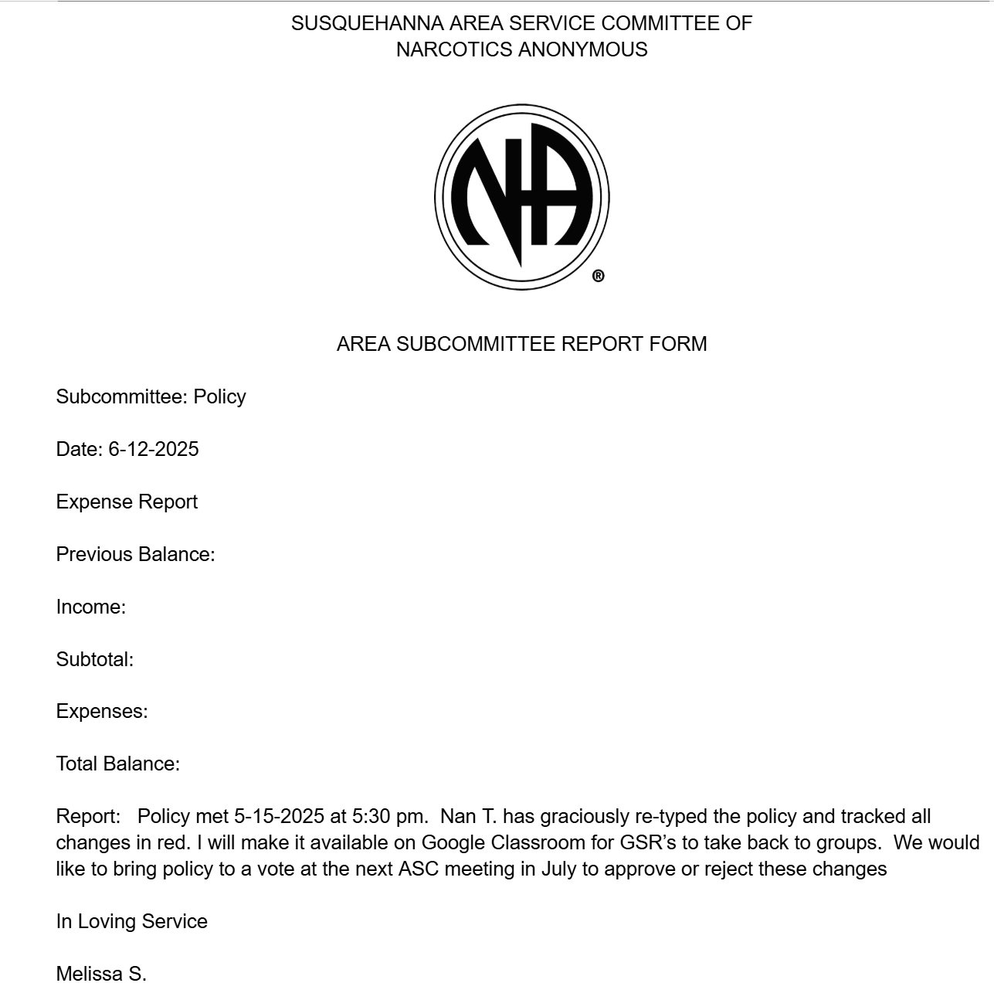 SUSQUEHANNA AREA SERVICE COMMITTEE OF
NARCOTICS ANONYMOUS
NA
®
AREA SUBCOMMITTEE REPORT FORM
Subcommittee: Policy
Date: 6-12-2025
Expense Report
Previous Balance:
Income:
Subtotal:
Expenses:
Total Balance:
Report:   Policy met 5-15-2025 at 5:30 pm.  Nan T. has graciously re-typed the policy and tracked all
changes in red. I will make it available on Google Classroom for GSR’s to take back to groups.  We would
like to bring policy to a vote at the next ASC meeting in July to approve or reject these changes
In Loving Service
Melissa S.